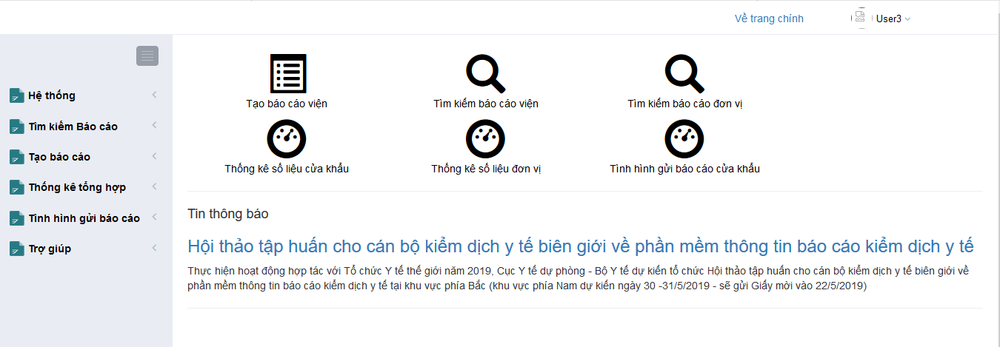 Về trang chính
User3
Hệ thống
Tìm kiếm Báo cáo
Tạo báo cáo
Thống kê tổng hợp
Tình hình gửi báo cáo
Trợ giúp
Tạo báo cáo viện
Tìm kiếm báo cáo viện
Tìm kiếm báo cáo đơn vị
Thống kê số liệu cửa khẩu
Thống kê số liệu đơn vị
Tình hình gửi báo cáo cửa khẩu
Tin thông báo
Hội thảo tập huấn cho cán bộ kiểm dịch y tế biên giới về phần mềm thông tin báo cáo kiểm dịch y tế
Thực hiện hoạt động hợp tác với Tổ chức Y tế thế giới năm 2019, Cục Y tế dự phòng - Bộ Y tế dự kiến tổ chức Hội thảo tập huấn cho cán bộ kiểm dịch y tế biên giới về
phần mềm thông tin báo cáo kiểm dịch y tế tại khu vực phía Bắc (khu vực phía Nam dự kiến ngày 30 -31/5/2019 - sẽ gửi Giấy mời vào 22/5/2019)